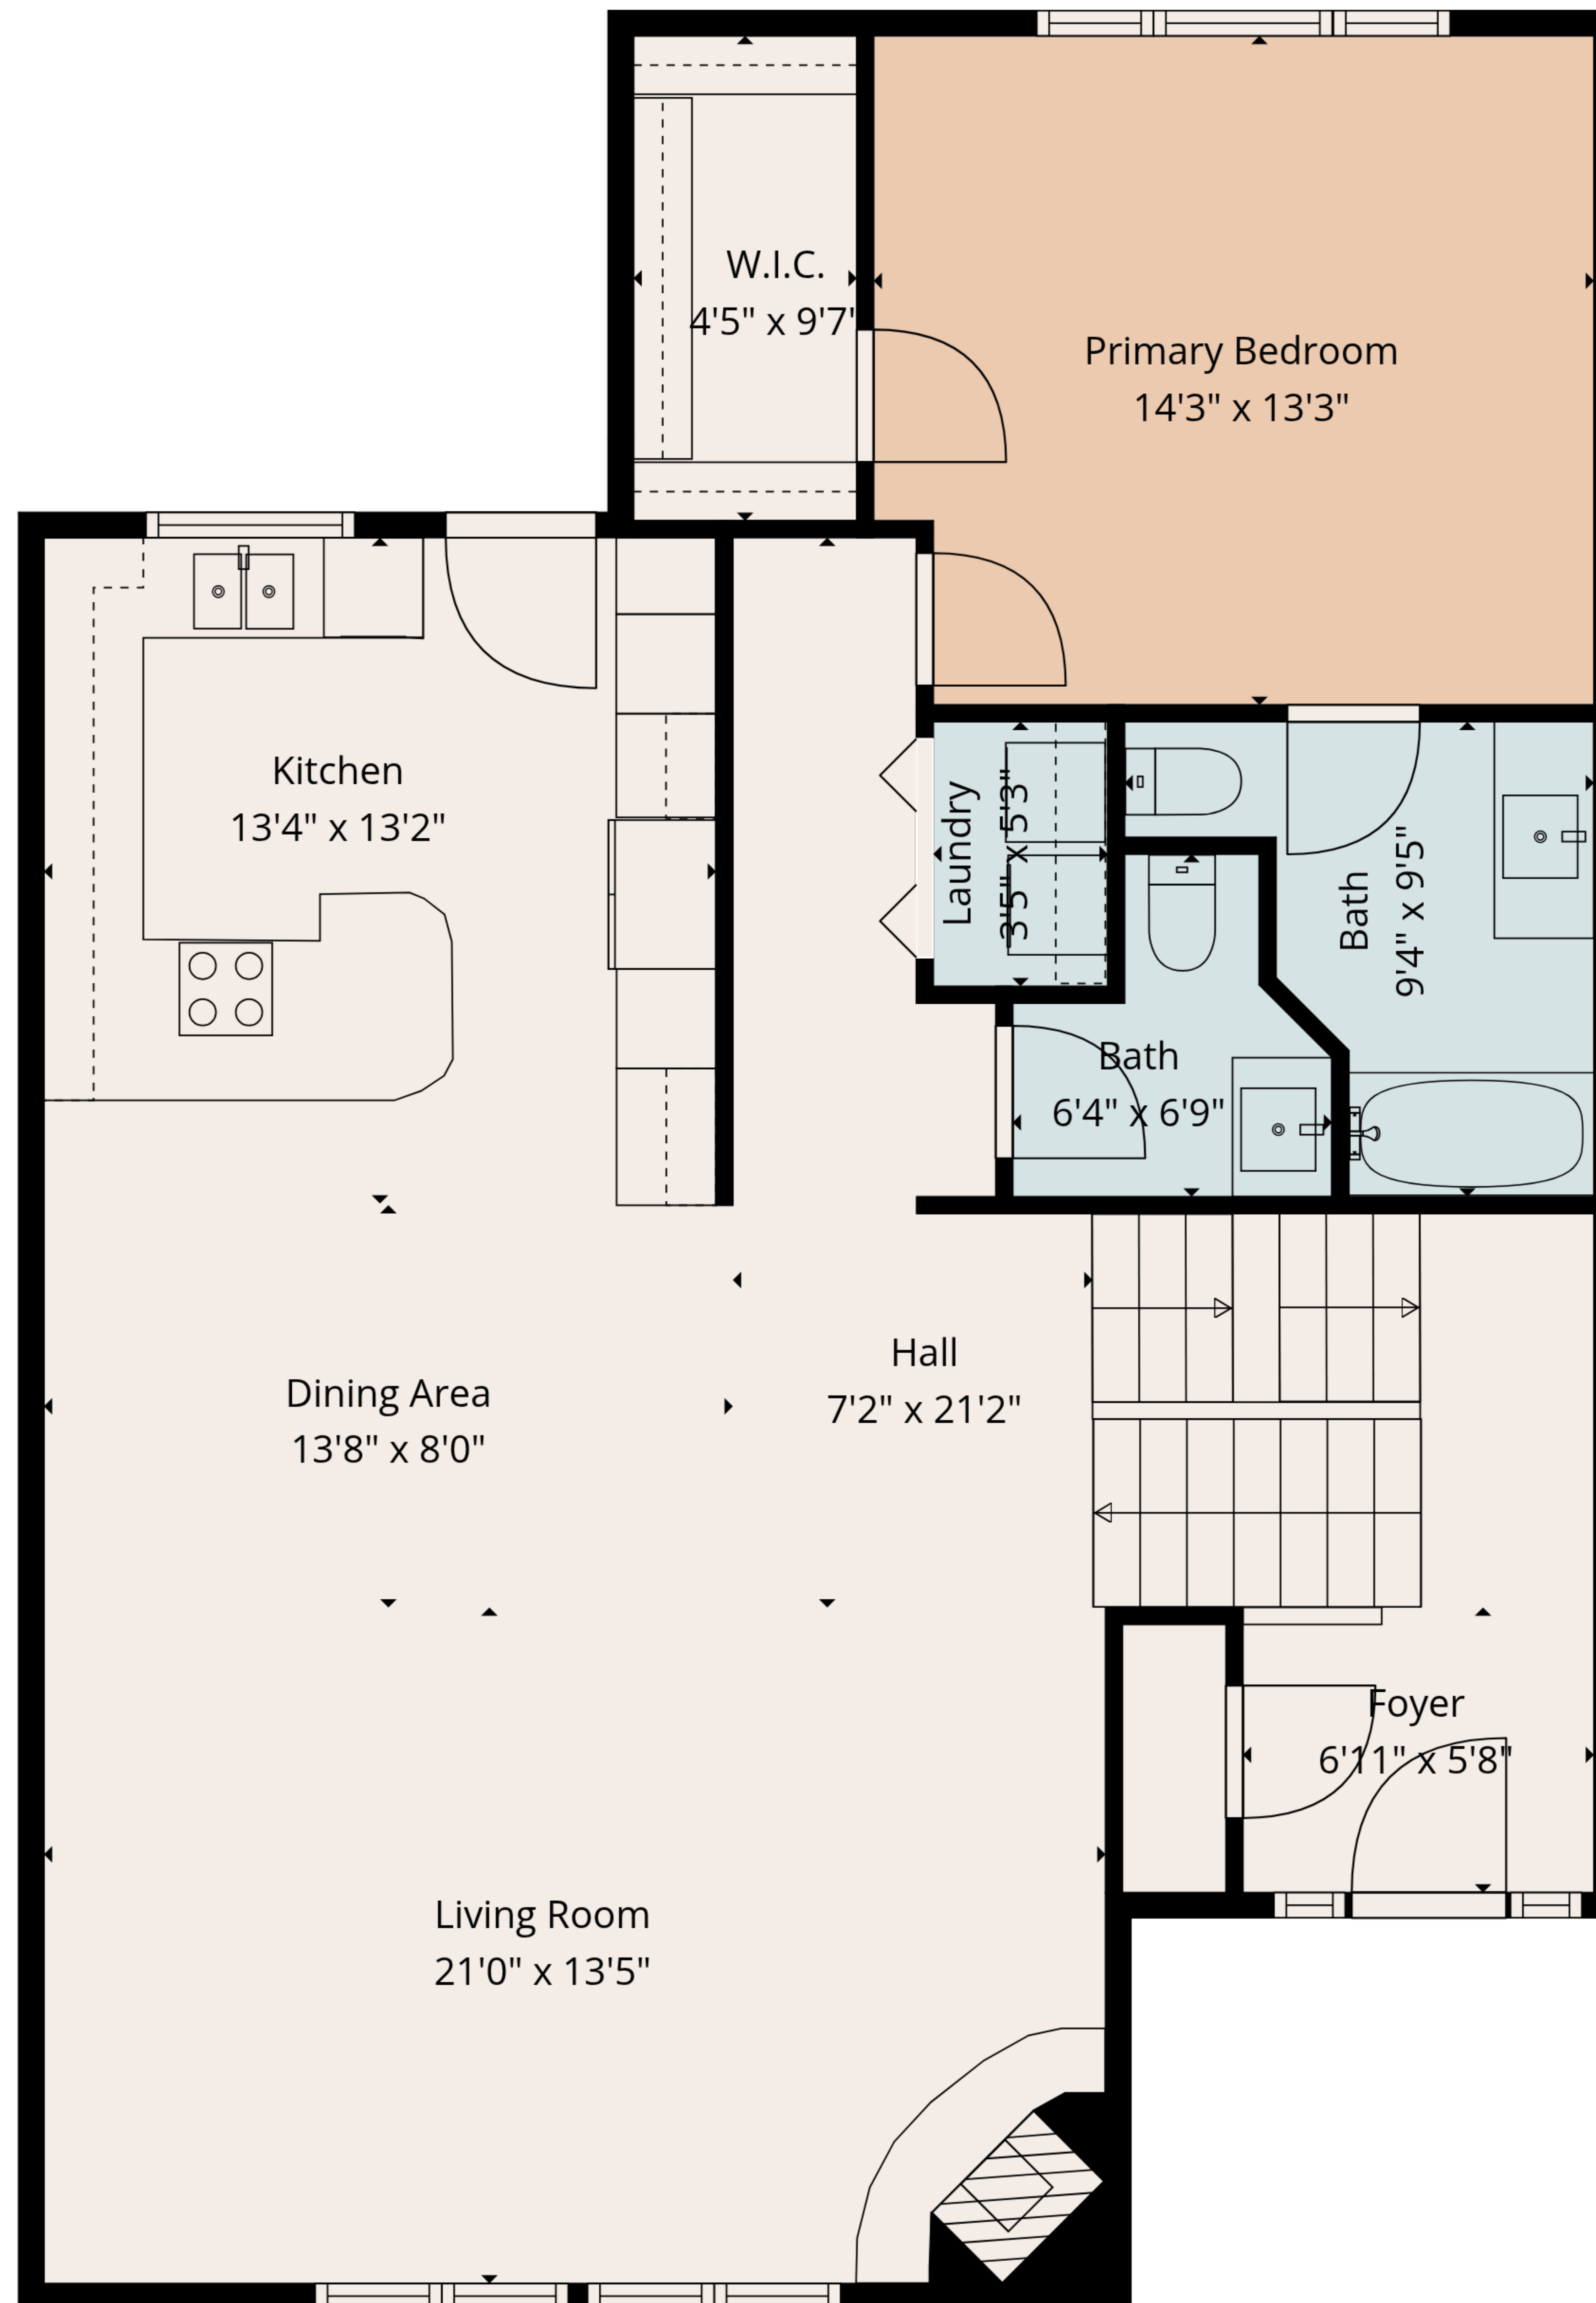 W.I.C.
4'5" x 9'7"
Primary Bedroom
14'3" x 13'3"
Kitchen
13'4" x 13'2"
Laundry
3'5" x 5'3"
Bath
9'4" x 9'5"
Bath
6'4" x 6'9"
Hall
7'2" x 21'2"
Dining Area
13'8" x 8'0"
Foyer
6'11" x 5'8"
Living Room
21'0" x 13'5"